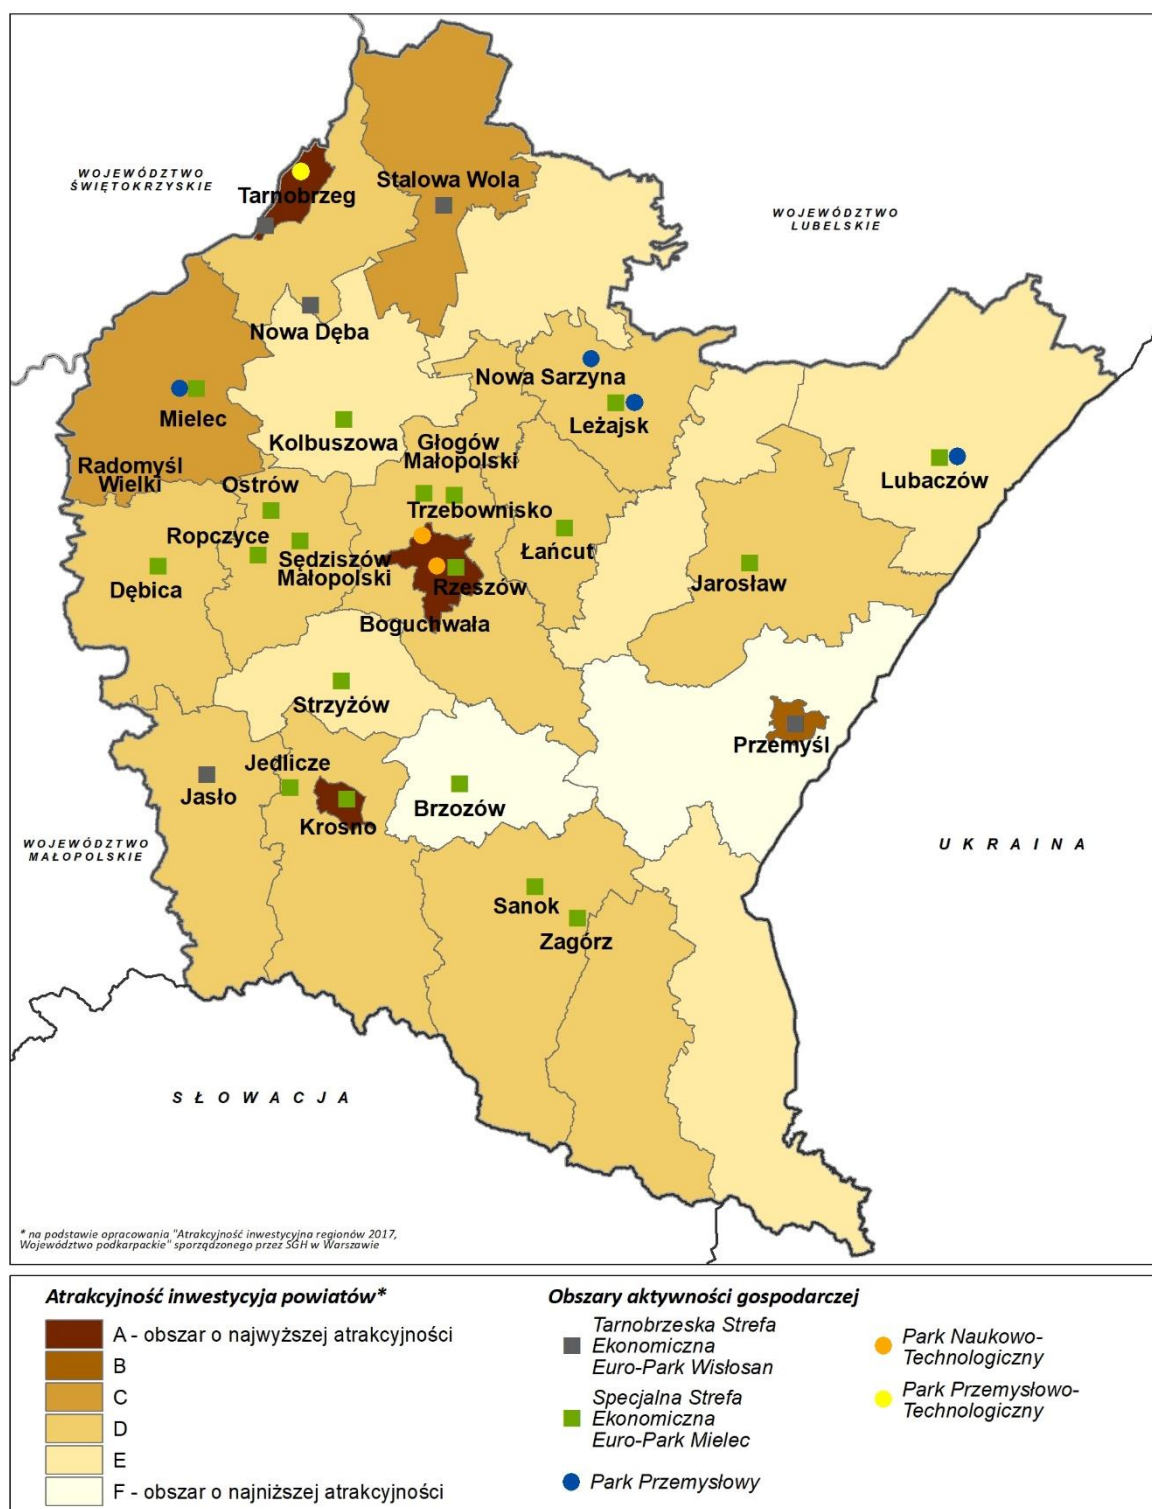 WOJEWÓDZTWO
ŚWIĘTOKRZYSKIE
Tarnobrzeg
Stalowa Wola
WOJEWÓDZTWO
LUBELSKIE
Nowa Dęba
Nowa Sarzyna
Mielec
Leżajsk
Kolbuszowa
Głogów
Małopolski
Radomyśl
Wielki
Ostrów
Lubaczów
Trzebownisko
Ropczyce
Sędziszów
Małopolski
Łańcut
Dębica
Rzeszów
Jarosław
Boguchwała
Strzyżów
Przemyśl
Jedlicze
Jasło
Krosno
Brzozów
WOJEWÓDZTWO
MAŁOPOLSKIE
UKRAINA
Sanok
Zagórz
SŁOWACJA
* na podstawie opracowania "Atrakcyjność inwestycyjna regionów 2017,
Województwo podkarpackie" sporządzonego przez SGH w Warszawie
Atrakcyjność inwestycyja powiatów*
A - obszar o najwyższej atrakcyjności
B
C
D
E
F - obszar o najniższej atrakcyjności
Obszary aktywności gospodarczej
Tarnobrzeska Strefa
Ekonomiczna
Euro-Park Wisłosan
Specjalna Strefa
Ekonomiczna
Euro-Park Mielec
Park Przemysłowy
Park Naukowo-
Technologiczny
Park Przemysłowo-
Technologiczny